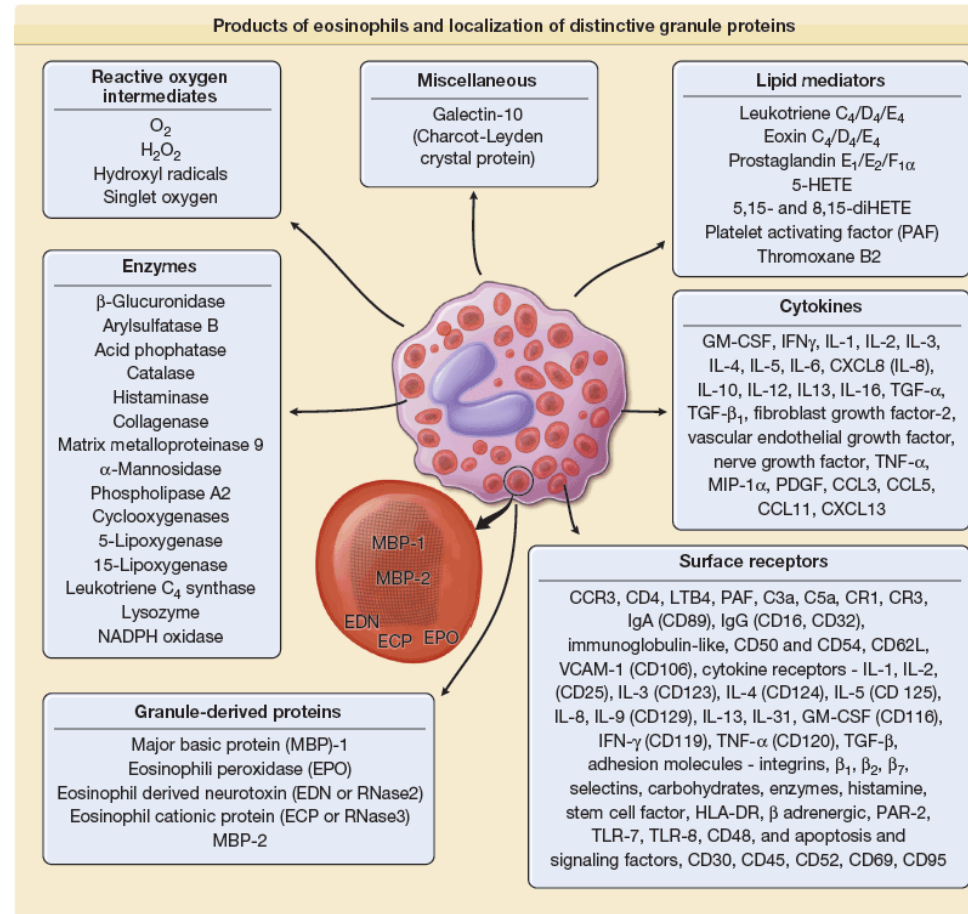 Products of eosinophils and localization of distinctive granule proteins
Reactive oxygen
intermediates
O2
H2O2
Hydroxyl radicals
Singlet oxygen
Miscellaneous
Galectin-10
(Charcot-Leyden
crystal protein)
Lipid mediators
Leukotriene C4/D4/E4
Eoxin C4/D4/E4
Prostaglandin E1/E2/F1α
5-HETE
5,15- and 8,15-diHETE
Platelet activating factor (PAF)
Thromoxane B2
Enzymes
β-Glucuronidase
Arylsulfatase B
Acid phophatase
Catalase
Histaminase
Collagenase
Matrix metalloproteinase 9
α-Mannosidase
Phospholipase A2
Cyclooxygenases
5-Lipoxygenase
15-Lipoxygenase
Leukotriene C4 synthase
Lysozyme
NADPH oxidase
Cytokines
GM-CSF, IFNγ, IL-1, IL-2, IL-3,
IL-4, IL-5, IL-6, CXCL8 (IL-8),
IL-10, IL-12, IL13, IL-16, TGF-α,
TGF-β1, fibroblast growth factor-2,
vascular endothelial growth factor,
nerve growth factor, TNF-α,
MIP-1α, PDGF, CCL3, CCL5,
CCL11, CXCL13
MBP-1
MBP-2
EDN
ECP
EPO
Granule-derived proteins
Major basic protein (MBP)-1
Eosinophili peroxidase (EPO)
Eosinophil derived neurotoxin (EDN or RNase2)
Eosinophil cationic protein (ECP or RNase3)
MBP-2
Surface receptors
CCR3, CD4, LTB4, PAF, C3a, C5a, CR1, CR3,
IgA (CD89), IgG (CD16, CD32),
immunoglobulin-like, CD50 and CD54, CD62L,
VCAM-1 (CD106), cytokine receptors - IL-1, IL-2,
(CD25), IL-3 (CD123), IL-4 (CD124), IL-5 (CD 125),
IL-8, IL-9 (CD129), IL-13, IL-31, GM-CSF (CD116),
IFN-γ (CD119), TNF-α (CD120), TGF-β,
adhesion molecules - integrins, β1, β2, β7,
selectins, carbohydrates, enzymes, histamine,
stem cell factor, HLA-DR, β adrenergic, PAR-2,
TLR-7, TLR-8, CD48, and apoptosis and
signaling factors, CD30, CD45, CD52, CD69, CD95